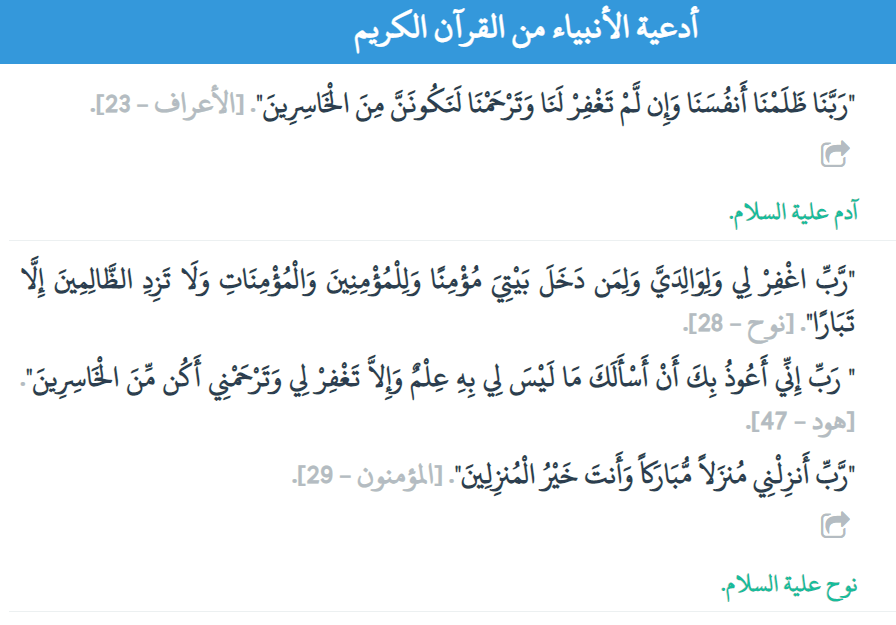 أدعية الأنبياء من القرآن الكريم
"رَبَّنَا ظَلَمْنَا أَنفُسَنَا وَإِن لَّمْ تَغْفِرْ لَنَا وَتَرْحَمْنَا لَنَكُونَنَّ مِنَ الْخَاسِرِينَ". [الأعراف – 23].
آدم علية السلام.
"رَّبِّ اغْفِرْ لِي وَلِوَالِدَيَّ وَلِمَن دَخَلَ بَيْتِيَ مُؤْمِنًا وَلِلْمُؤْمِنِينَ وَالْمُؤْمِنَاتِ وَلَا تَزِدِ الظَّالِمِينَ إِلَّا
تَبَارًا". [نوح – 28].
" رَبِّ إِنِّي أَعُوذُ بِكَ أَنْ أَسْأَلَكَ مَا لَيْسَ لِي بِهِ عِلْمٌ وَإِلاَّ تَغْفِرْ لِي وَتَرْحَمْنِي أَكُن مِّنَ الْخَاسِرِينَ".
[هود – 47].
"رَّبِّ أَنزِلْنِي مُنزَلاً مُّبَارَكاً وَأَنتَ خَيْرُ الْمُنزِلِينَ". [المؤمنون – 29].
نوح علية السلام.